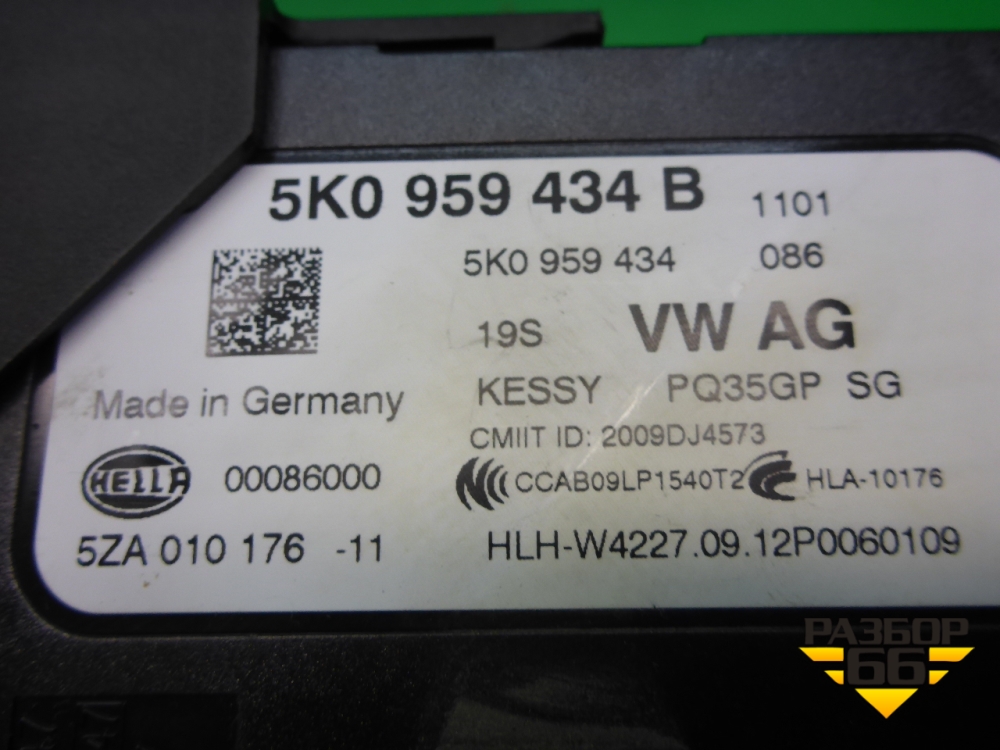 5K0 959 434 B 1101
5K0 959 434 086
19S VW AG
Made in Germany KESSY PQ35GP SG
CMIIT ID: 2009DJ4573
HELLA 00086000 CCAB09LP1540T2 HLA-10176
5ZA 010 176 -11 HLH-W4227.09.12P0060109
РАЗБОР
66